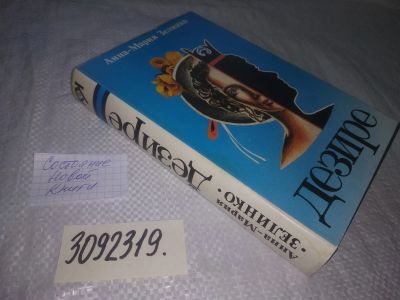 Анна-Мария Зелинко
Дезире
Анна-Мария
• ЗЕЛИНКО •
Дезире
Состояние
новой
книги
3092319.